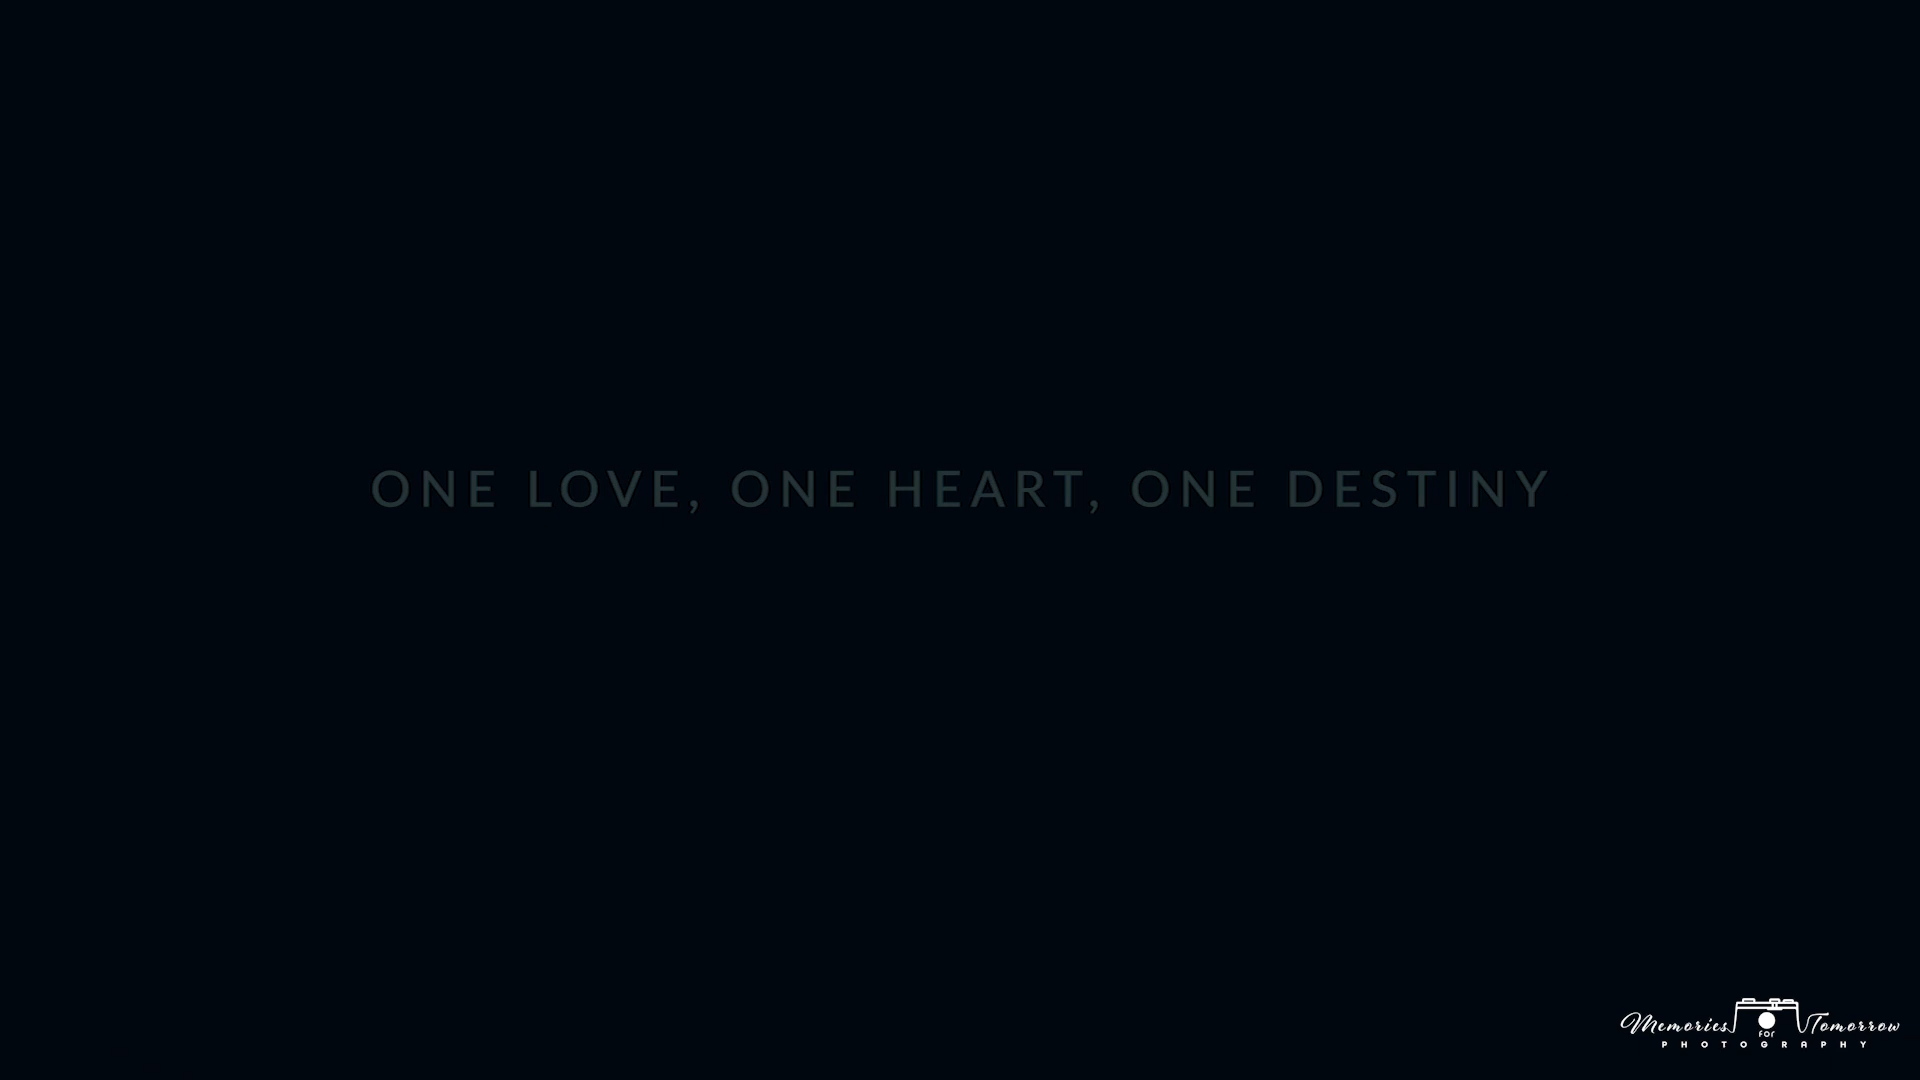 ONE LOVE, ONE HEART, ONE DESTINY
Memories for Tomorrow
PHOTOGRAPHY